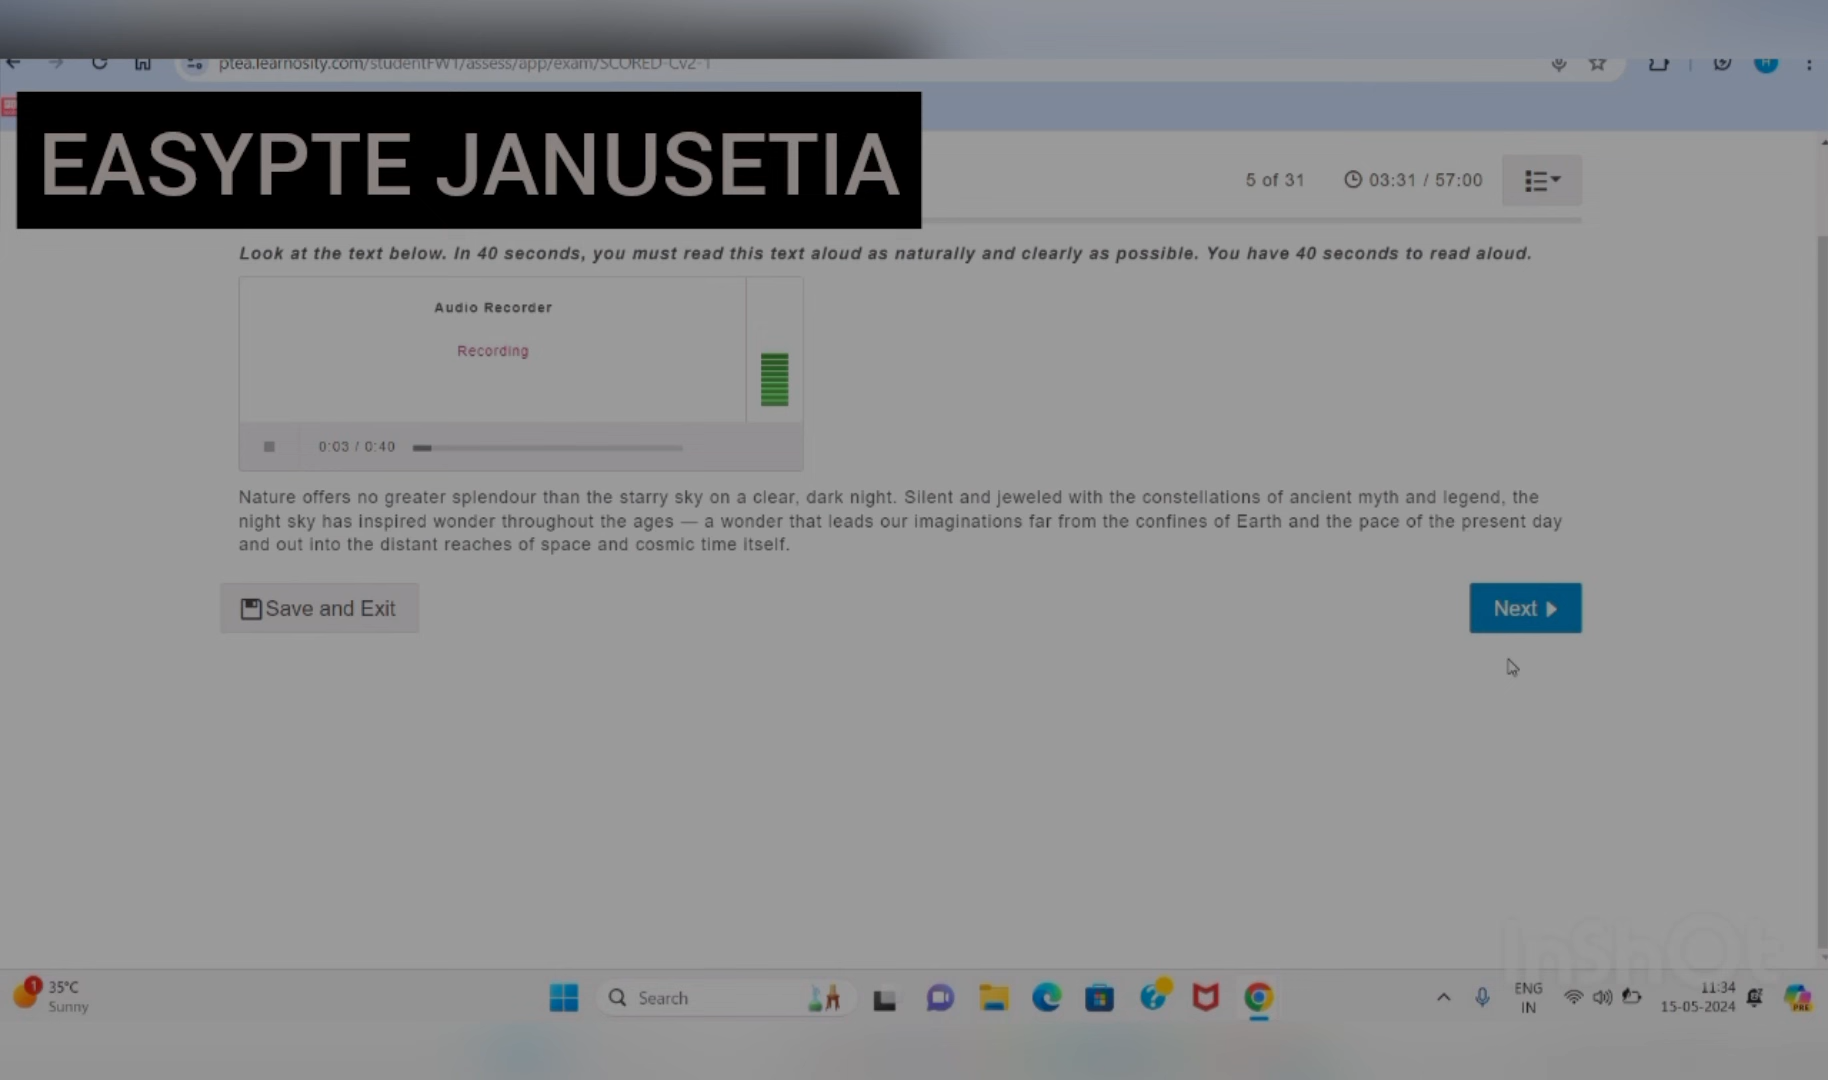 ptea.learnosity.com/studentFW1/assess/app/exam/SCORED-Cv2-1
H
EASYPTE JANUSETIA
5 of 31 03:31 / 57:00
Look at the text below. In 40 seconds, you must read this text aloud as naturally and clearly as possible. You have 40 seconds to read aloud.
Audio Recorder
Recording
0:03 / 0:40
Nature offers no greater splendour than the starry sky on a clear, dark night. Silent and jeweled with the constellations of ancient myth and legend, the
night sky has inspired wonder throughout the ages — a wonder that leads our imaginations far from the confines of Earth and the pace of the present day
and out into the distant reaches of space and cosmic time itself.
Save and Exit
Next
InShOt
1
35°C
Sunny
Search
ENG
IN
11:34
15-05-2024
PRE